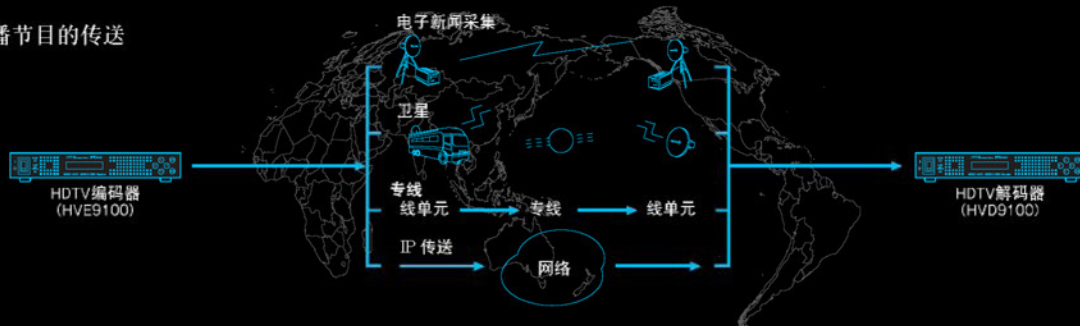 番节目的传送
电子新闻采集
卫星
专线
线单元
专线
线单元
IP 传送
网络
HDTV编码器
(HVE9100)
HDTV解码器
(HVD9100)